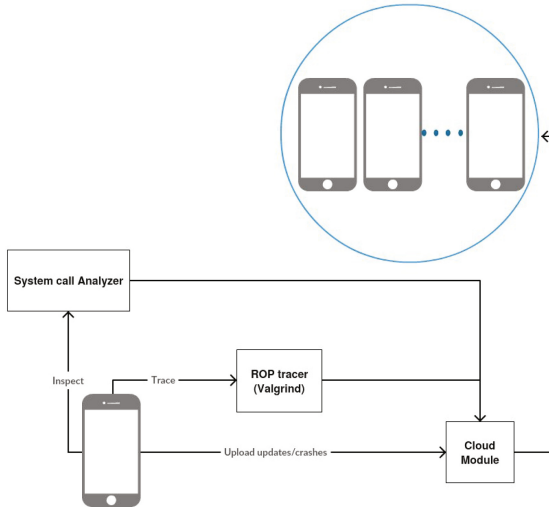 System call Analyzer
Inspect
Trace
ROP tracer
(Valgrind)
Upload updates/crashes
Cloud
Module